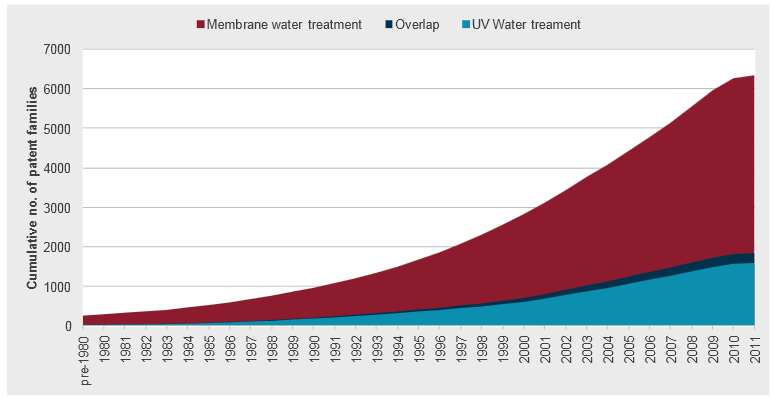 Membrane water treatment Overlap UV Water treament
Cumulative no. of patent families
7000
6000
5000
4000
3000
2000
1000
0
pre-1980 1980 1981 1982 1983 1984 1985 1986 1987 1988 1989 1990 1991 1992 1993 1994 1995 1996 1997 1998 1999 2000 2001 2002 2003 2004 2005 2006 2007 2008 2009 2010 2011